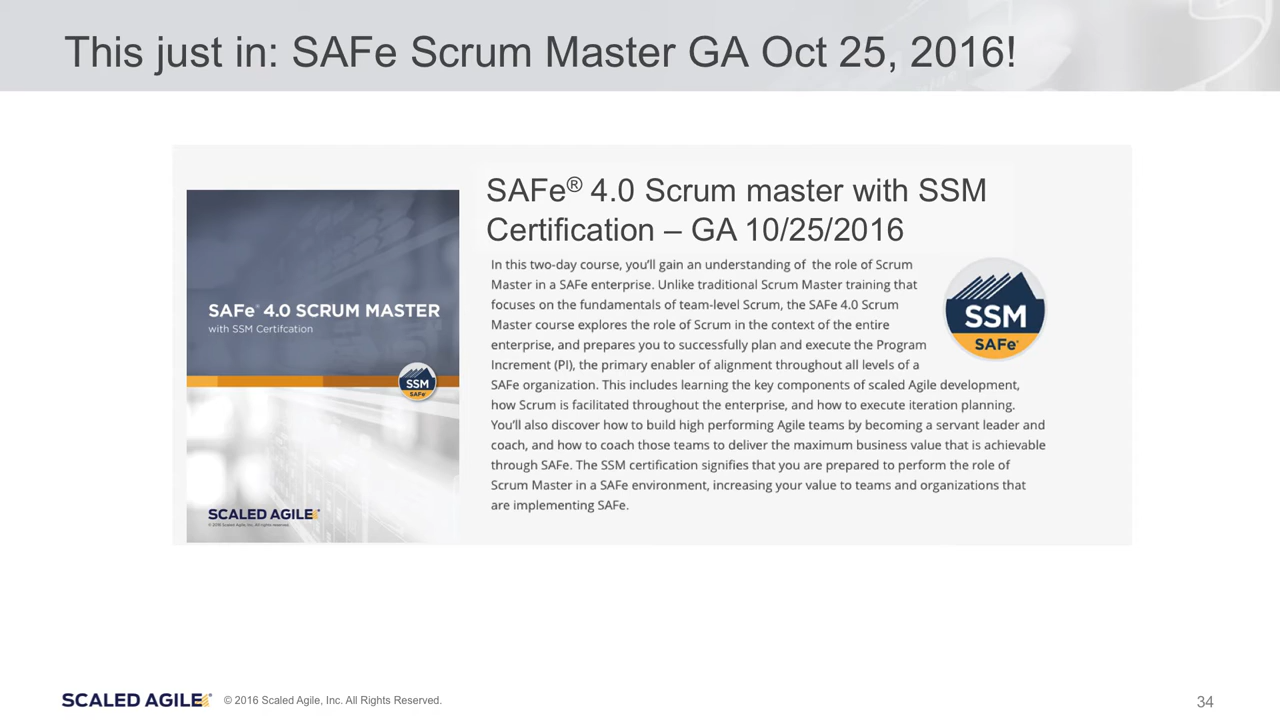 This just in: SAFe Scrum Master GA Oct 25, 2016!
SAFe® 4.0 SCRUM MASTER
with SSM Certifcation
SSM
SAFe®
SCALED AGILE®
© 2016 Scaled Agile, Inc. All rights reserved.
SAFe® 4.0 Scrum master with SSM
Certification – GA 10/25/2016
In this two-day course, you’ll gain an understanding of the role of Scrum
Master in a SAFe enterprise. Unlike traditional Scrum Master training that
focuses on the fundamentals of team-level Scrum, the SAFe 4.0 Scrum
Master course explores the role of Scrum in the context of the entire
enterprise, and prepares you to successfully plan and execute the Program
Increment (PI), the primary enabler of alignment throughout all levels of a
SAFe organization. This includes learning the key components of scaled Agile development,
how Scrum is facilitated throughout the enterprise, and how to execute iteration planning.
You’ll also discover how to build high performing Agile teams by becoming a servant leader and
coach, and how to coach those teams to deliver the maximum business value that is achievable
through SAFe. The SSM certification signifies that you are prepared to perform the role of
Scrum Master in a SAFe environment, increasing your value to teams and organizations that
are implementing SAFe.
SSM
SAFe®
SCALED AGILE®
© 2016 Scaled Agile, Inc. All Rights Reserved.
34